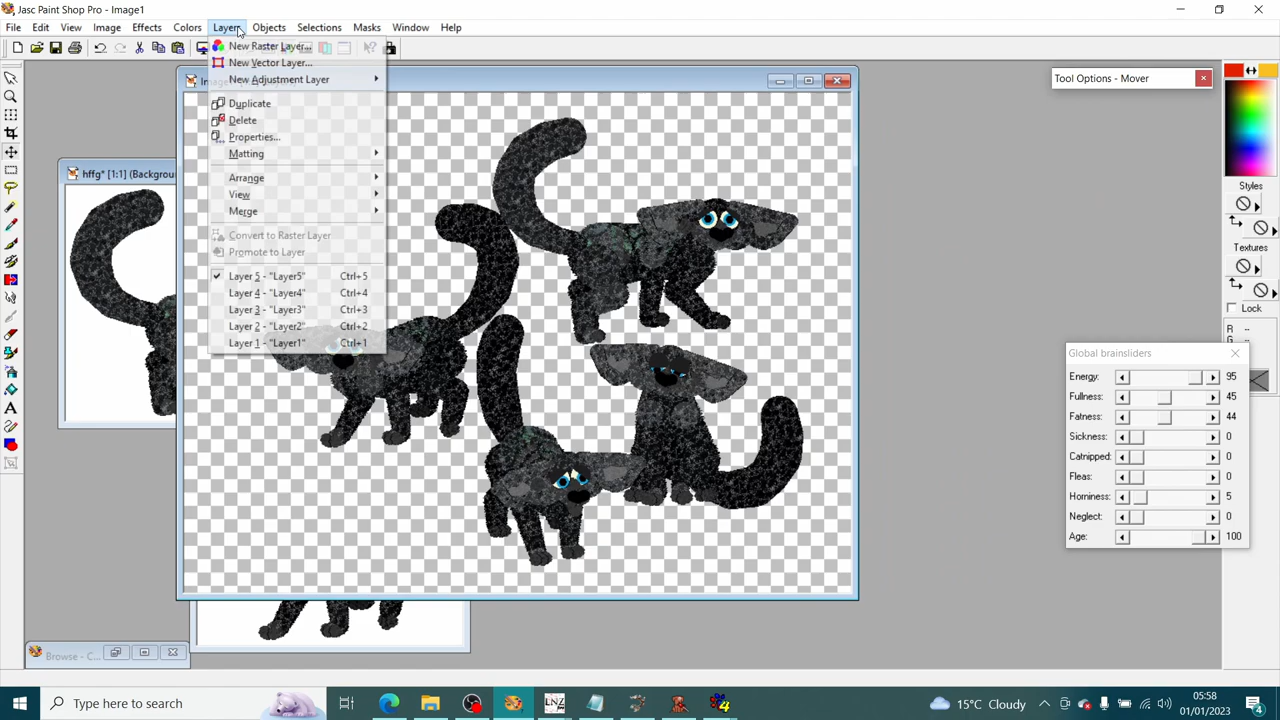 Jasc Paint Shop Pro - Image1
File Edit View Image Effects Colors Layers Objects Selections Masks Window Help
New Raster Layer...
New Vector Layer...
New Adjustment Layer
Duplicate
Delete
Properties...
Matting
Arrange
View
Merge
Convert to Raster Layer
Promote to Layer
Layer 5 - "Layer5" Ctrl+5
Layer 4 - "Layer4" Ctrl+4
Layer 3 - "Layer3" Ctrl+3
Layer 2 - "Layer2" Ctrl+2
Layer 1 - "Layer1" Ctrl+1
hffg* [1:1] (Backgroun
Browse - C...
Tool Options - Mover
Styles
Textures
Lock
R --
G --
Global brainsliders
Energy: 95
Fullness: 45
Fatness: 44
Sickness: 0
Catnipped: 0
Fleas: 0
Horniness: 5
Neglect: 0
Age: 100
Type here to search
LNZ
4
15°C Cloudy
05:58
01/01/2023
4